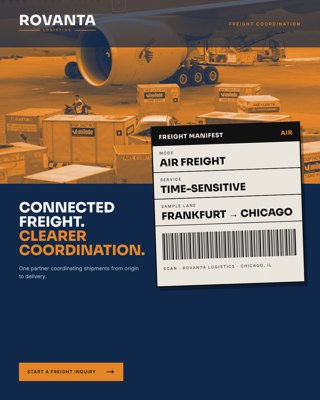 ROVANTA
LOGISTICS
FREIGHT COORDINATION
FREIGHT MANIFEST
AIR
MODE
AIR FREIGHT
SERVICE
TIME-SENSITIVE
SAMPLE LANE
FRANKFURT → CHICAGO
SCAN · ROVANTA LOGISTICS · CHICAGO, IL
CONNECTED
FREIGHT.
CLEARER
COORDINATION.
One partner coordinating shipments from origin
to delivery.
START A FREIGHT INQUIRY →